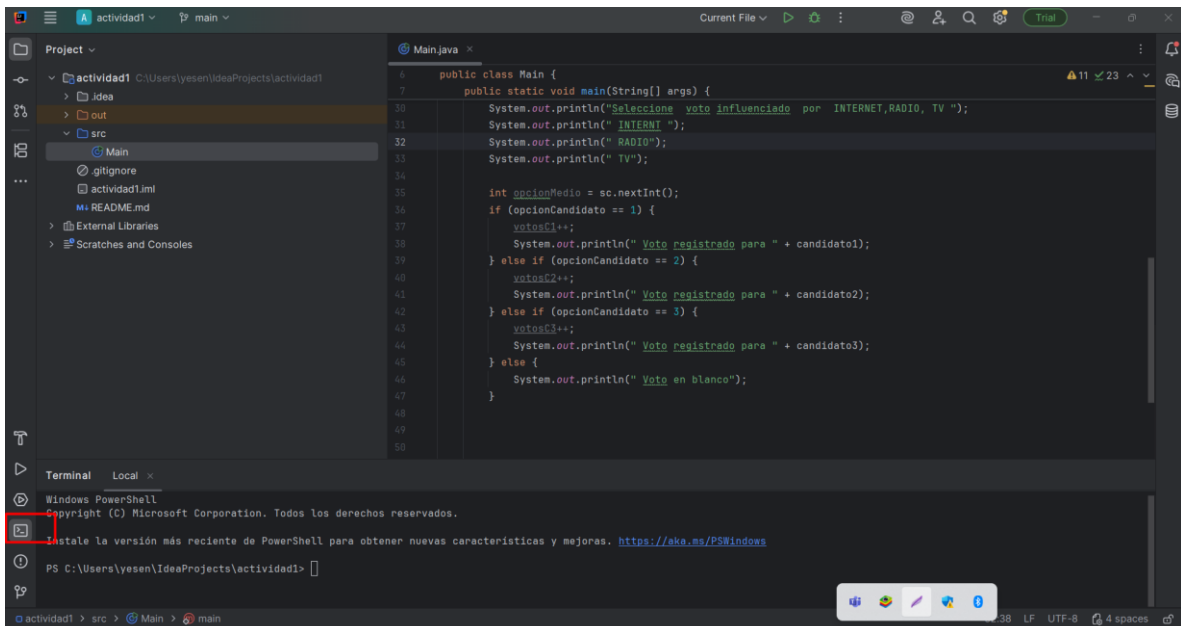 A actividad1 main Current File Trial
Project
Main.java ×
actividad1 C:\Users\yesen\IdeaProjects\actividad1
.idea
out
src
Main
.gitignore
actividad1.iml
M↓ README.md
External Libraries
Scratches and Consoles
11 23
6 public class Main {
7 public static void main(String[] args) {
30 System.out.println("Seleccione voto influenciado por INTERNET,RADIO, TV ");
31 System.out.println(" INTERNT ");
32 System.out.println(" RADIO");
33 System.out.println(" TV");
34
35 int opcionMedio = sc.nextInt();
36 if (opcionCandidato == 1) {
37 votosC1++;
38 System.out.println(" Voto registrado para " + candidato1);
39 } else if (opcionCandidato == 2) {
40 votosC2++;
41 System.out.println(" Voto registrado para " + candidato2);
42 } else if (opcionCandidato == 3) {
43 votosC3++;
44 System.out.println(" Voto registrado para " + candidato3);
45 } else {
46 System.out.println(" Voto en blanco");
47 }
48
49
50
Terminal Local ×
Windows PowerShell
Copyright (C) Microsoft Corporation. Todos los derechos reservados.
Instale la versión más reciente de PowerShell para obtener nuevas características y mejoras. https://aka.ms/PSWindows
PS C:\Users\yesen\IdeaProjects\actividad1>
actividad1 > src > Main > main :38 LF UTF-8 4 spaces